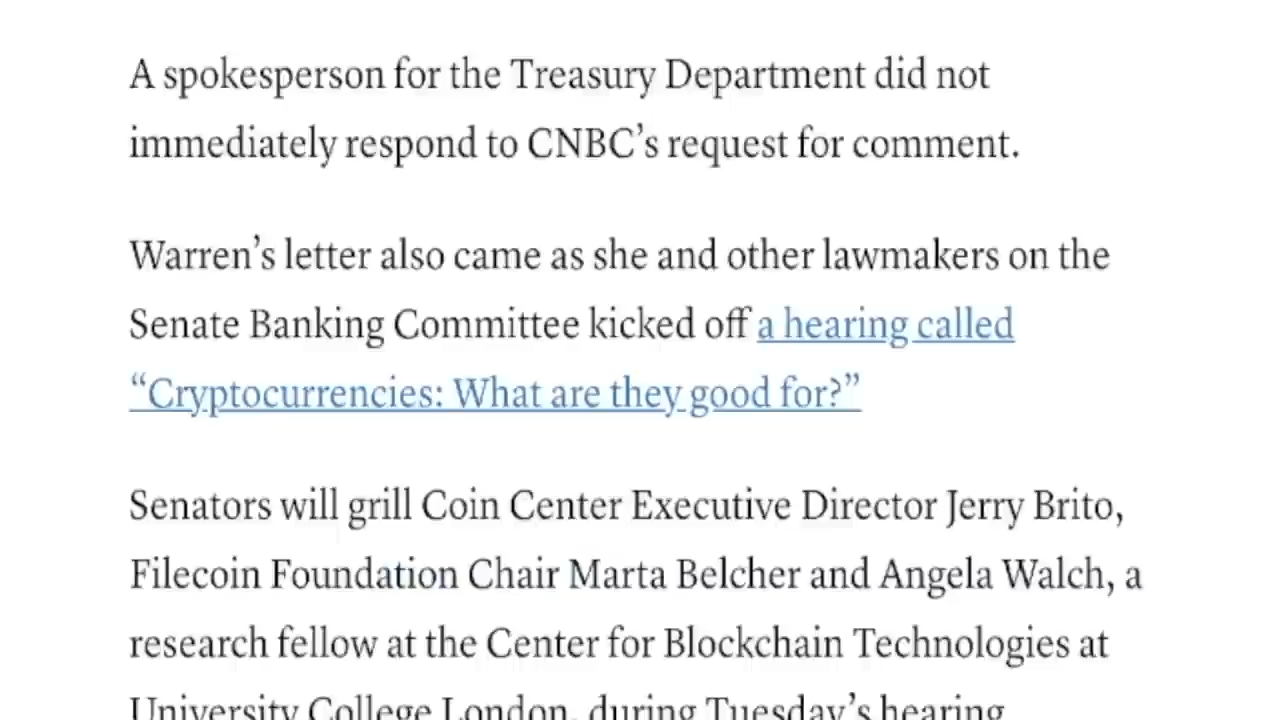 A spokesperson for the Treasury Department did not
immediately respond to CNBC’s request for comment.
Warren’s letter also came as she and other lawmakers on the
Senate Banking Committee kicked off a hearing called
“Cryptocurrencies: What are they good for?”
Senators will grill Coin Center Executive Director Jerry Brito,
Filecoin Foundation Chair Marta Belcher and Angela Walch, a
research fellow at the Center for Blockchain Technologies at
University College London, during Tuesday’s hearing